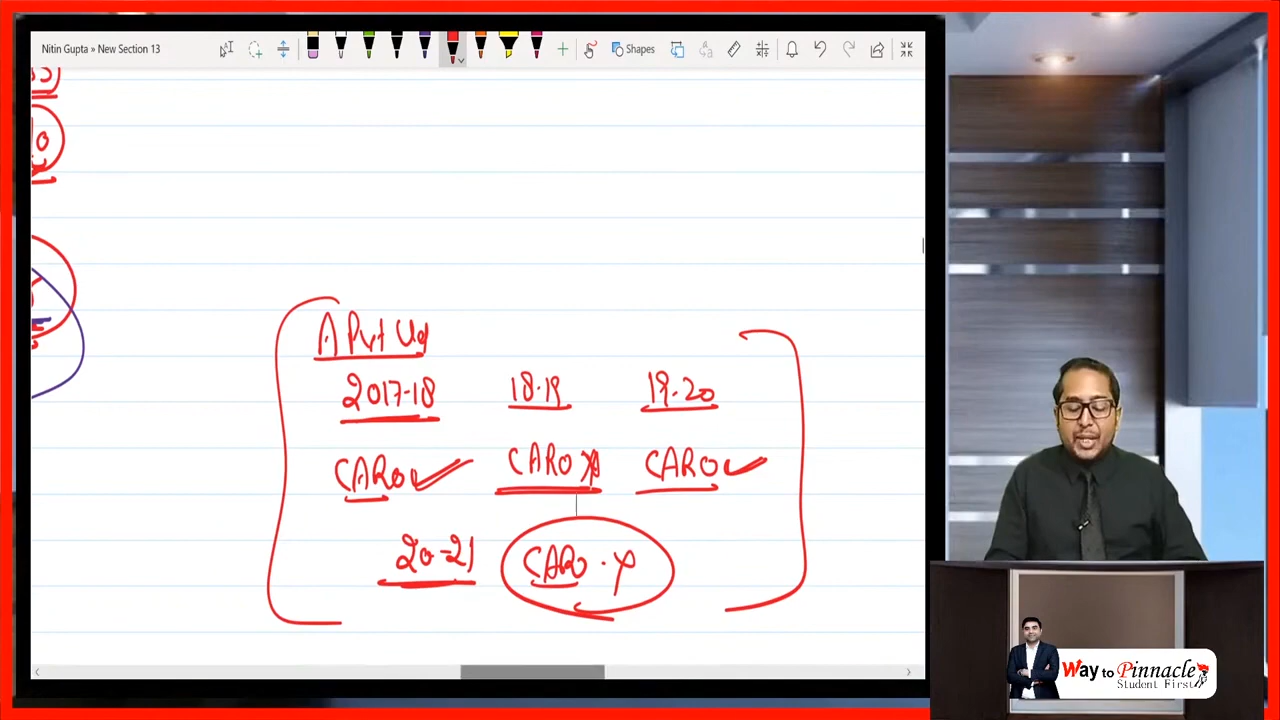 Nitin Gupta » New Section 13
Shapes
A Pvt Ltd
2017-18 18-19 19-20
CARO ✓ CARO X CARO ✓
20-21 CARO · X
Way to Pinnacle
Student First